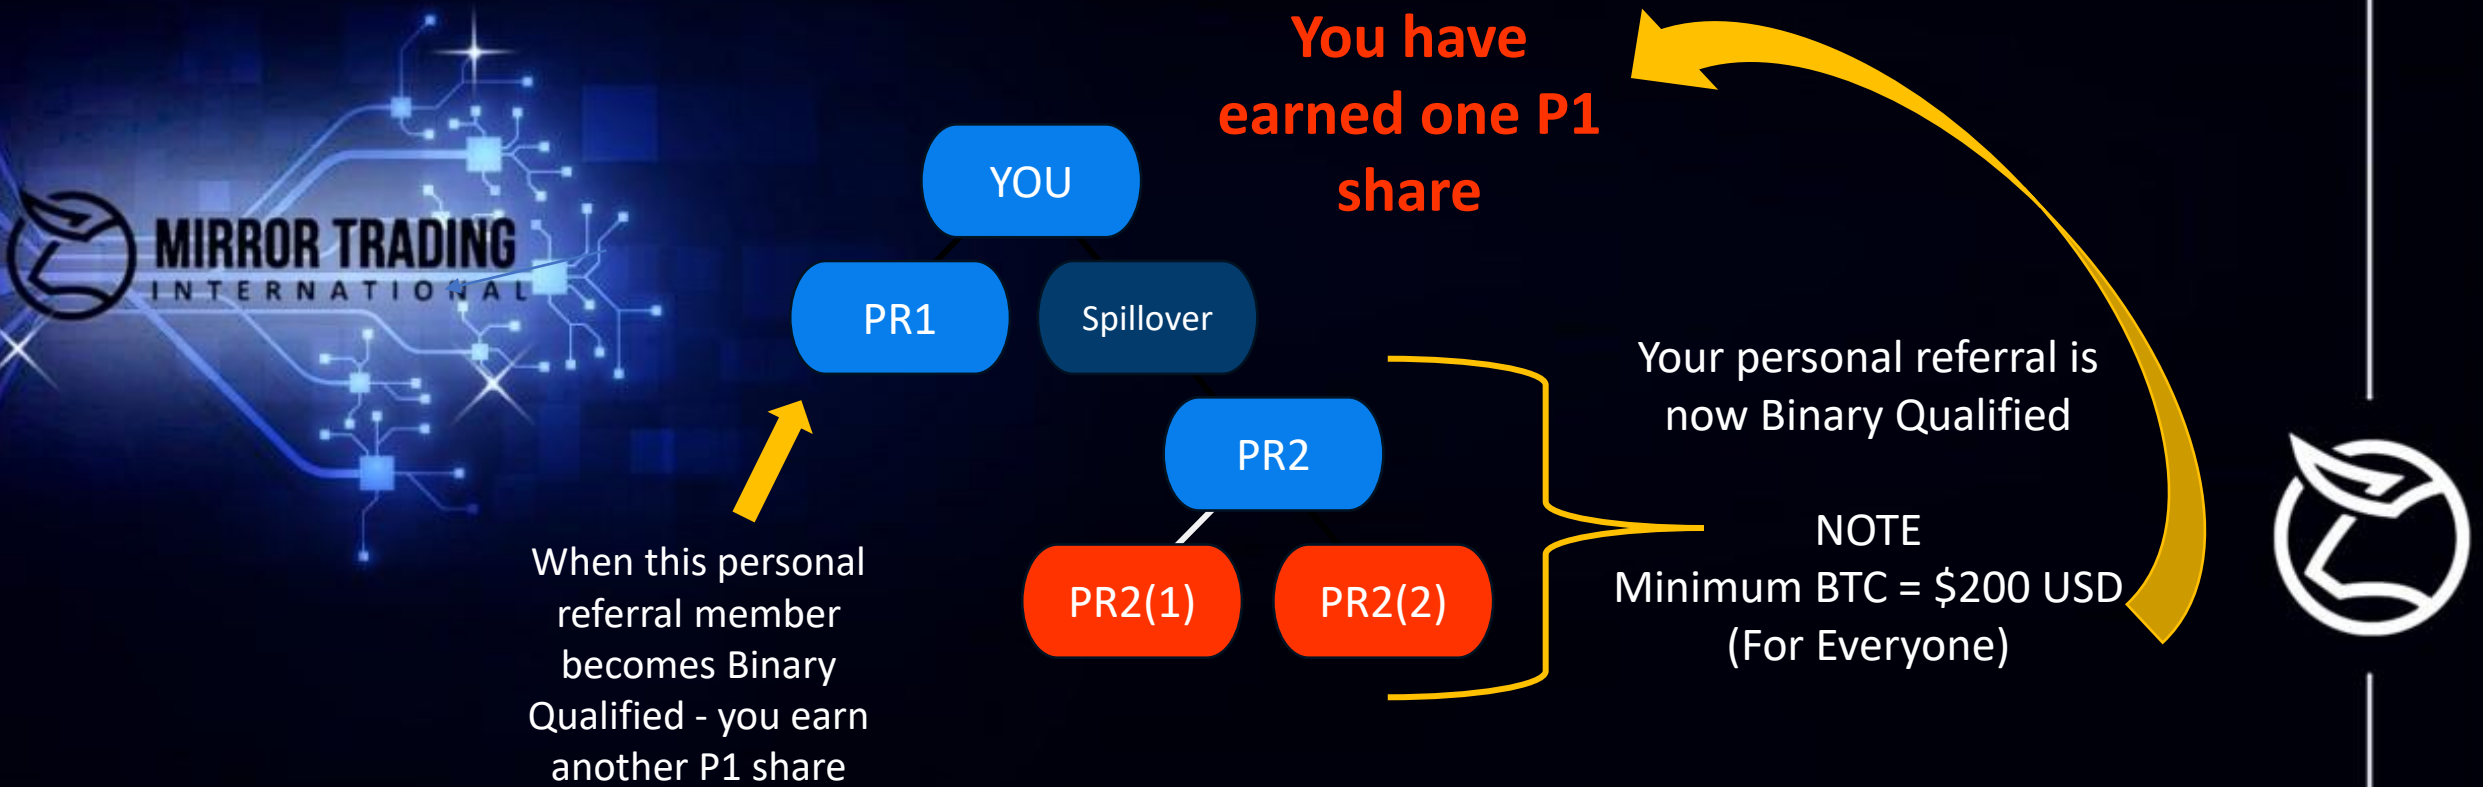 MIRROR TRADING
INTERNATIONAL
You have
earned one P1
share
YOU
PR1
Spillover
PR2
PR2(1)
PR2(2)
When this personal
referral member
becomes Binary
Qualified - you earn
another P1 share
Your personal referral is
now Binary Qualified
NOTE
Minimum BTC = $200 USD
(For Everyone)